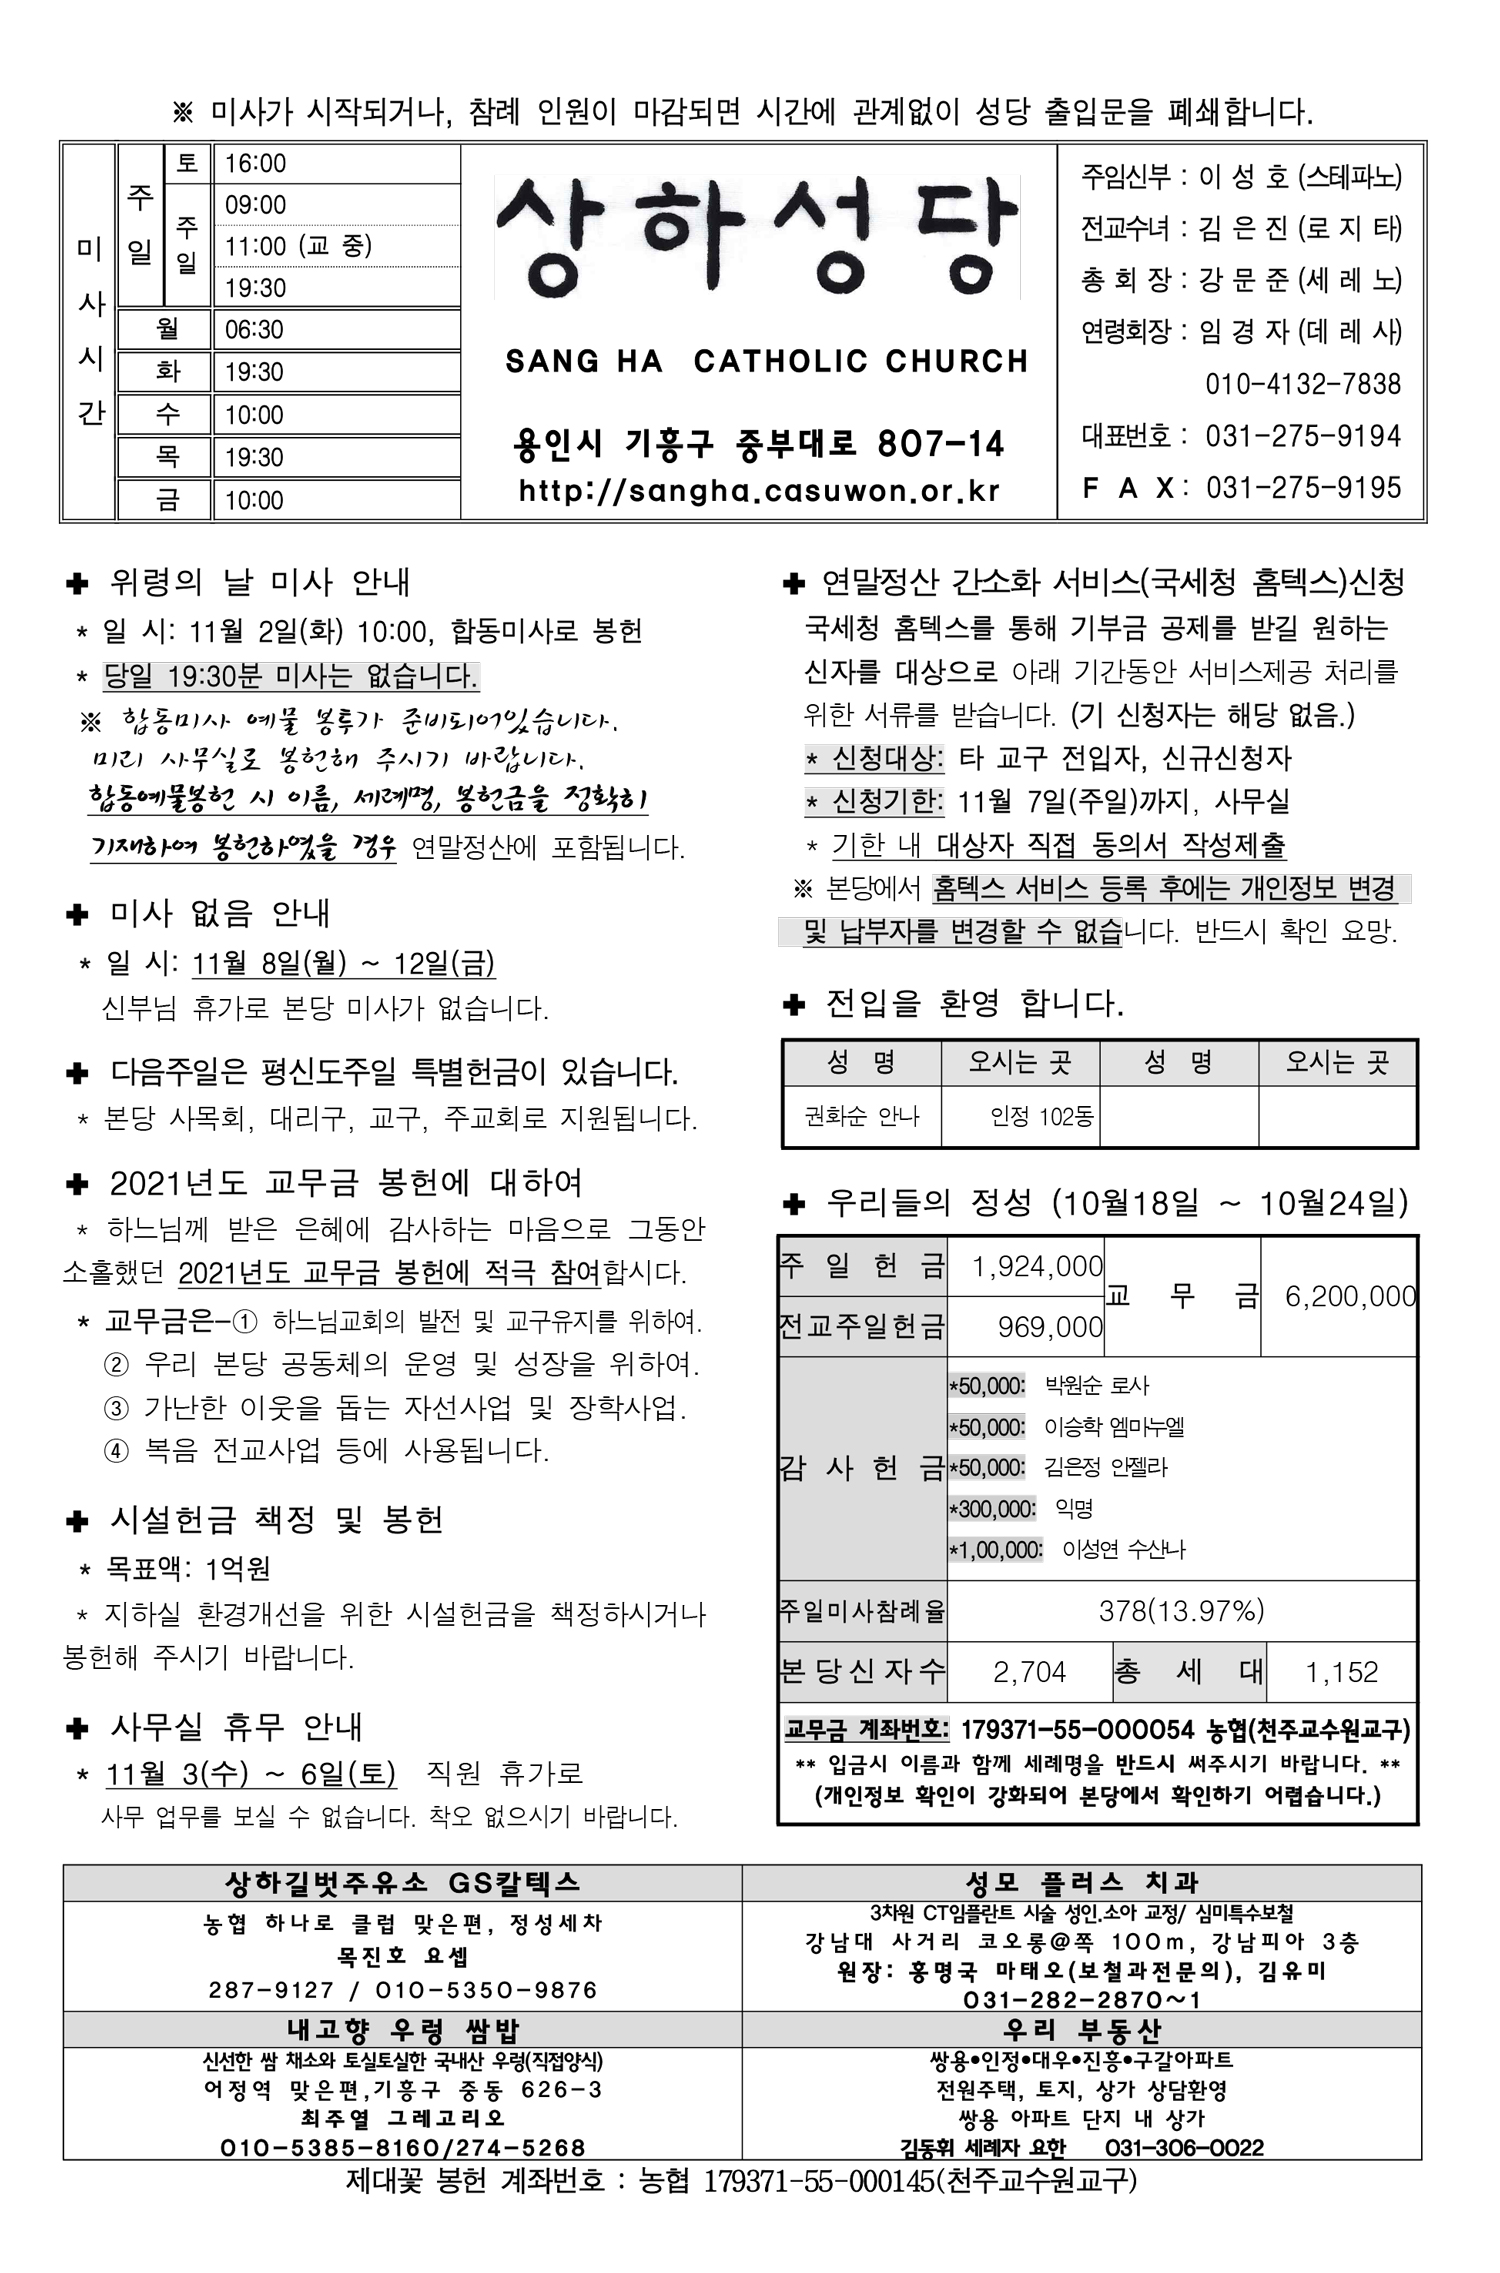 ※ 미사가 시작되거나, 참례 인원이 마감되면 시간에 관계없이 성당 출입문을 폐쇄합니다.
미사시간
주일
토 16:00
주일 09:00
11:00 (교 중)
19:30
월 06:30
화 19:30
수 10:00
목 19:30
금 10:00
상하성당
SANG HA CATHOLIC CHURCH
용인시 기흥구 중부대로 807-14
http://sangha.casuwon.or.kr
주임신부 : 이 성 호 (스테파노)
전교수녀 : 김 은 진 (로 지 타)
총 회 장 : 강 문 준 (세 레 노)
연령회장 : 임 경 자 (데 레 사)
010-4132-7838
대표번호 : 031-275-9194
F A X : 031-275-9195
✚ 위령의 날 미사 안내
* 일 시: 11월 2일(화) 10:00, 합동미사로 봉헌
* 당일 19:30분 미사는 없습니다.
※ 합동미사 예물 봉투가 준비되어있습니다.
미리 사무실로 봉헌해 주시기 바랍니다.
합동예물봉헌 시 이름, 세례명, 봉헌금을 정확히
기재하여 봉헌하였을 경우 연말정산에 포함됩니다.
✚ 미사 없음 안내
* 일 시: 11월 8일(월) ~ 12일(금)
신부님 휴가로 본당 미사가 없습니다.
✚ 다음주일은 평신도주일 특별헌금이 있습니다.
* 본당 사목회, 대리구, 교구, 주교회로 지원됩니다.
✚ 2021년도 교무금 봉헌에 대하여
* 하느님께 받은 은혜에 감사하는 마음으로 그동안
소홀했던 2021년도 교무금 봉헌에 적극 참여합시다.
* 교무금은-① 하느님교회의 발전 및 교구유지를 위하여.
② 우리 본당 공동체의 운영 및 성장을 위하여.
③ 가난한 이웃을 돕는 자선사업 및 장학사업.
④ 복음 전교사업 등에 사용됩니다.
✚ 시설헌금 책정 및 봉헌
* 목표액: 1억원
* 지하실 환경개선을 위한 시설헌금을 책정하시거나
봉헌해 주시기 바랍니다.
✚ 사무실 휴무 안내
* 11월 3(수) ~ 6일(토) 직원 휴가로
사무 업무를 보실 수 없습니다. 착오 없으시기 바랍니다.
✚ 연말정산 간소화 서비스(국세청 홈텍스)신청
국세청 홈텍스를 통해 기부금 공제를 받길 원하는
신자를 대상으로 아래 기간동안 서비스제공 처리를
위한 서류를 받습니다. (기 신청자는 해당 없음.)
* 신청대상: 타 교구 전입자, 신규신청자
* 신청기한: 11월 7일(주일)까지, 사무실
* 기한 내 대상자 직접 동의서 작성제출
※ 본당에서 홈텍스 서비스 등록 후에는 개인정보 변경
및 납부자를 변경할 수 없습니다. 반드시 확인 요망.
✚ 전입을 환영 합니다.
성 명 오시는 곳 성 명 오시는 곳
권화순 안나 인정 102동
✚ 우리들의 정성 (10월18일 ~ 10월24일)
주 일 헌 금 1,924,000
교 무 금 6,200,000
전교주일헌금 969,000
감 사 헌 금
*50,000: 박원순 로사
*50,000: 이승학 엠마누엘
*50,000: 김은정 안젤라
*300,000: 익명
*1,00,000: 이성연 수산나
주일미사참례율 378(13.97%)
본당신자수 2,704 총 세 대 1,152
교무금 계좌번호: 179371-55-000054 농협(천주교수원교구)
** 입금시 이름과 함께 세례명을 반드시 써주시기 바랍니다. **
(개인정보 확인이 강화되어 본당에서 확인하기 어렵습니다.)
상하길벗주유소 GS칼텍스
농협 하나로 클럽 맞은편, 정성세차
목진호 요셉
287-9127 / 010-5350-9876
성모 플러스 치과
3차원 CT임플란트 시술 성인.소아 교정/ 심미특수보철
강남대 사거리 코오롱@쪽 100m, 강남피아 3층
원장: 홍명국 마태오(보철과전문의), 김유미
031-282-2870~1
내고향 우렁 쌈밥
신선한 쌈 채소와 토실토실한 국내산 우렁(직접양식)
어정역 맞은편,기흥구 중동 626-3
최주열 그레고리오
010-5385-8160/274-5268
우리 부동산
쌍용•인정•대우•진흥•구갈아파트
전원주택, 토지, 상가 상담환영
쌍용 아파트 단지 내 상가
김동휘 세례자 요한 031-306-0022
제대꽃 봉헌 계좌번호 : 농협 179371-55-000145(천주교수원교구)